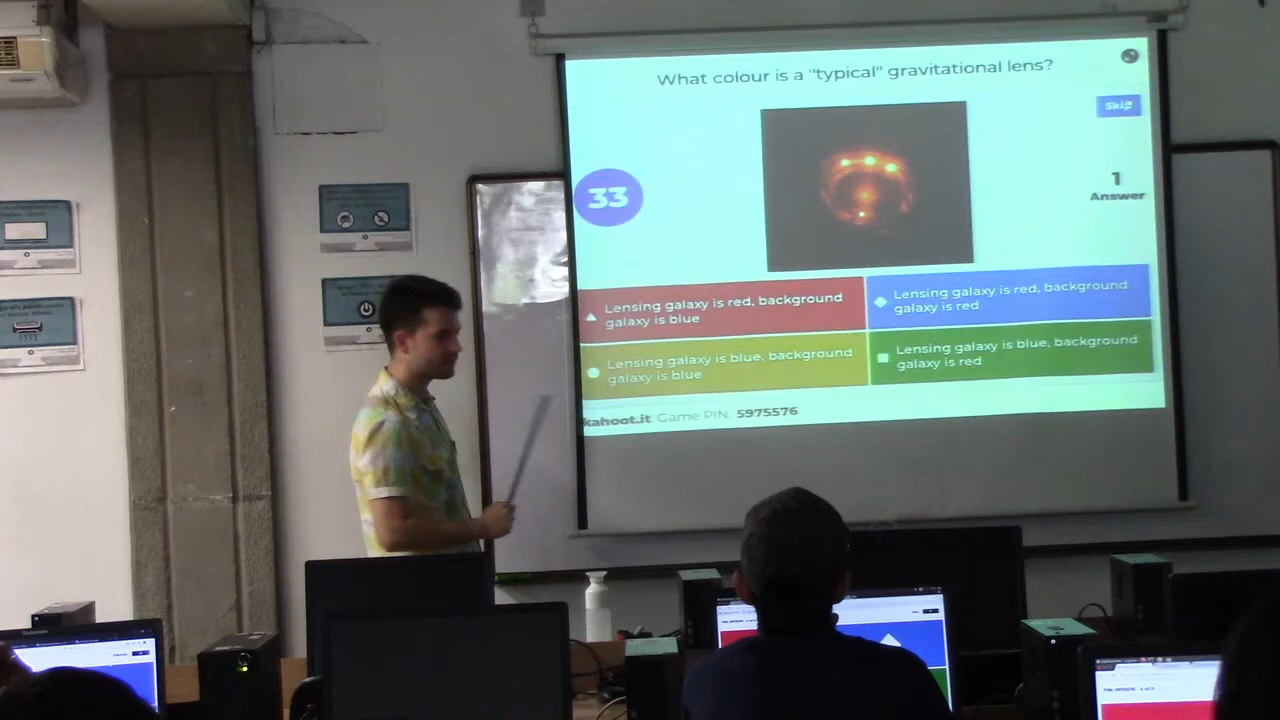 What colour is a "typical" gravitational lens?
Skip
33
1
Answer
Lensing galaxy is red, background
galaxy is blue
Lensing galaxy is red, background
galaxy is red
Lensing galaxy is blue, background
galaxy is blue
Lensing galaxy is blue, background
galaxy is red
kahoot.it Game PIN: 5975576